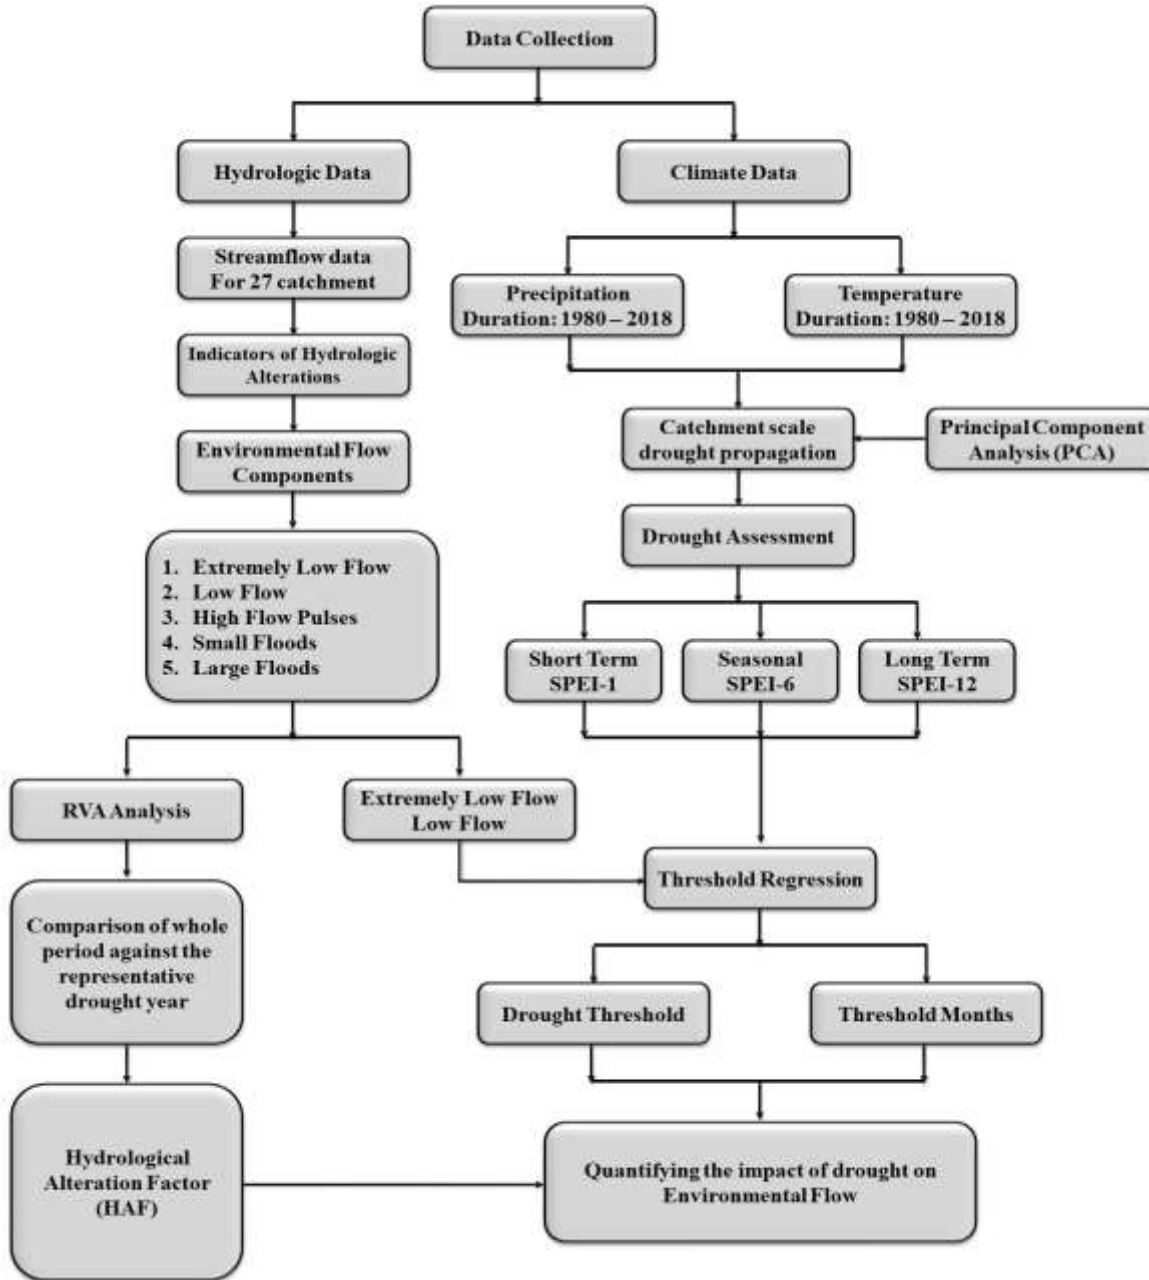 Data Collection
Hydrologic Data
Climate Data
Streamflow data
For 27 catchment
Precipitation
Duration: 1980 – 2018
Temperature
Duration: 1980 – 2018
Indicators of Hydrologic
Alterations
Catchment scale
drought propagation
Principal Component
Analysis (PCA)
Environmental Flow
Components
Drought Assessment
1. Extremely Low Flow
2. Low Flow
3. High Flow Pulses
4. Small Floods
5. Large Floods
Short Term
SPEI-1
Seasonal
SPEI-6
Long Term
SPEI-12
RVA Analysis
Extremely Low Flow
Low Flow
Threshold Regression
Comparison of whole
period against the
representative
drought year
Drought Threshold
Threshold Months
Hydrological
Alteration Factor
(HAF)
Quantifying the impact of drought on
Environmental Flow